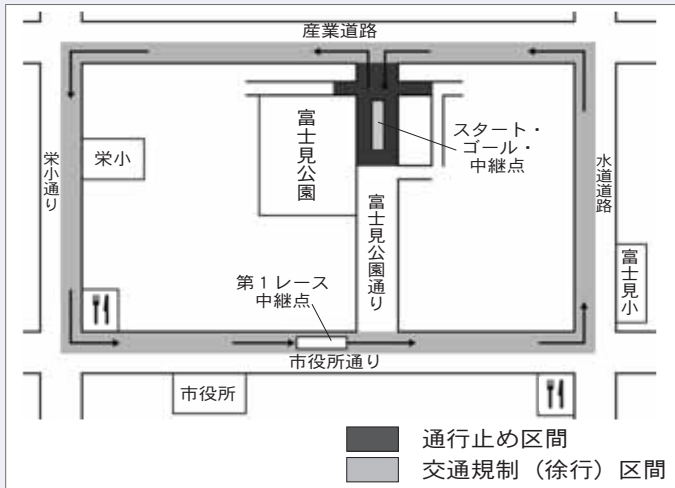 産業道路
スタート・
ゴール・
中継点
富士見公園
栄小
栄小通り
水道道路
富士見公園通り
富士見小
第1レース
中継点
市役所通り
市役所
通行止め区間
交通規制（徐行）区間